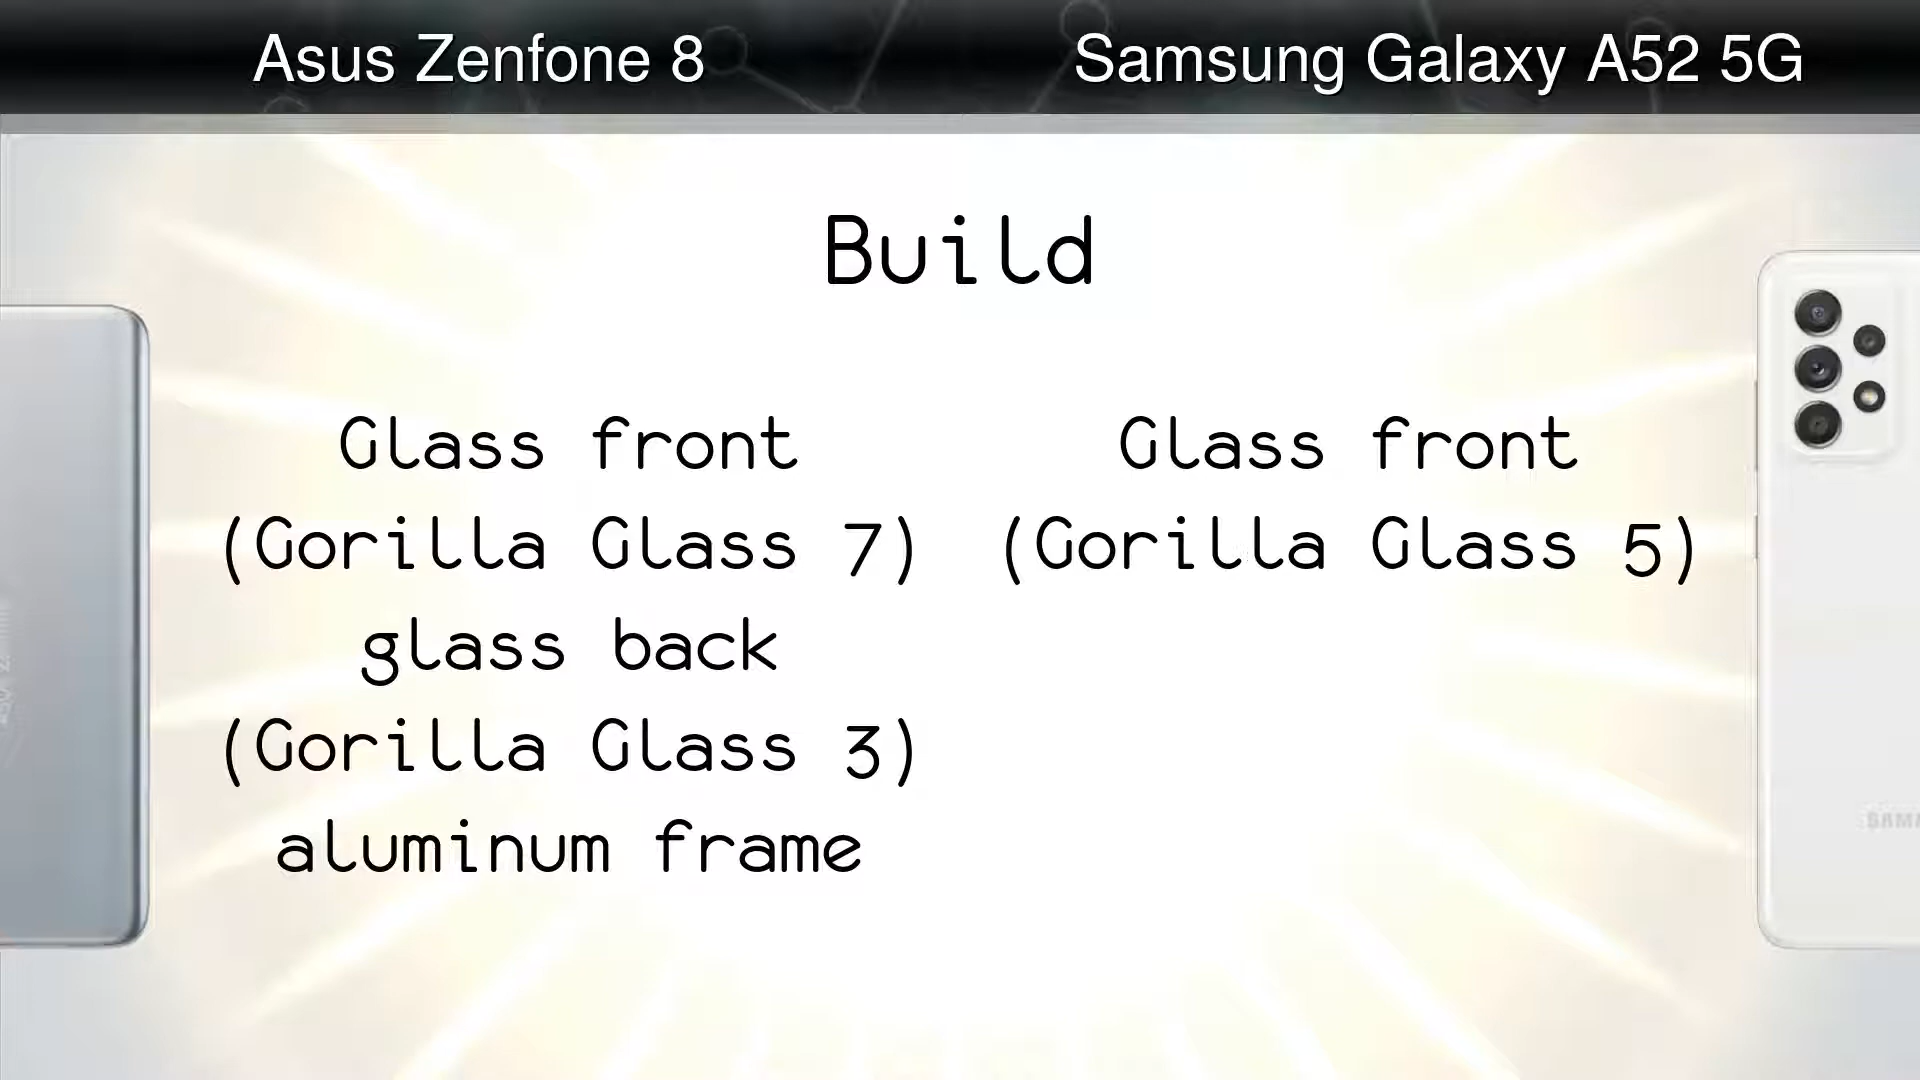 Asus Zenfone 8
Samsung Galaxy A52 5G
Build
Glass front
(Gorilla Glass 7)
glass back
(Gorilla Glass 3)
aluminum frame
Glass front
(Gorilla Glass 5)